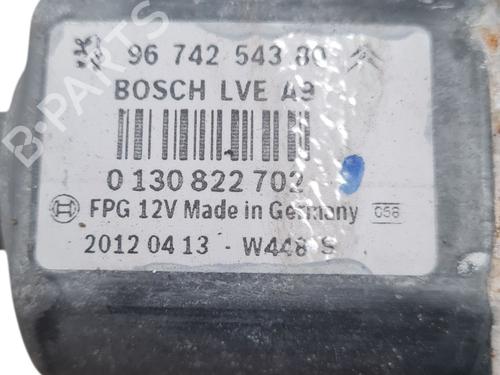 96 742 543 80
BOSCH LVE A9
0 130 822 702
FPG 12V Made in Germany 058
2012 04 13 - W448 S
B-PARTS